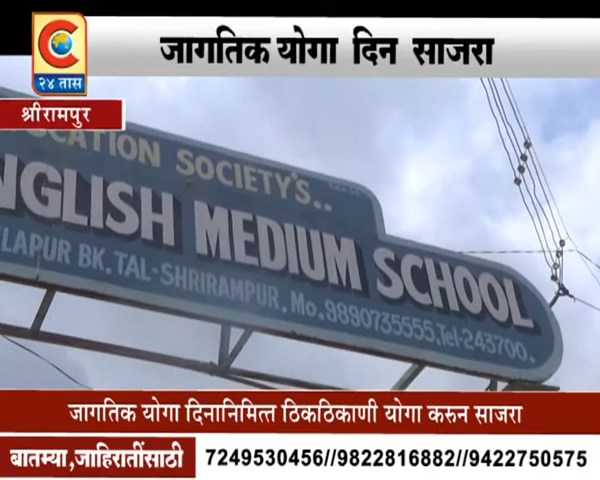 C
२४ तास
जागतिक योगा दिन साजरा
श्रीरामपुर
CATION SOCIETY'S..
NGLISH MEDIUM SCHOOL
LAPUR BK. TAL-SHRIRAMPUR. Mo. 9890735555, Tel-243700.
जागतिक योगा दिनानिमित्त ठिकठिकाणी योगा करुन साजरा
बातम्या,जाहिरातींसाठी
7249530456//9822816882//9422750575